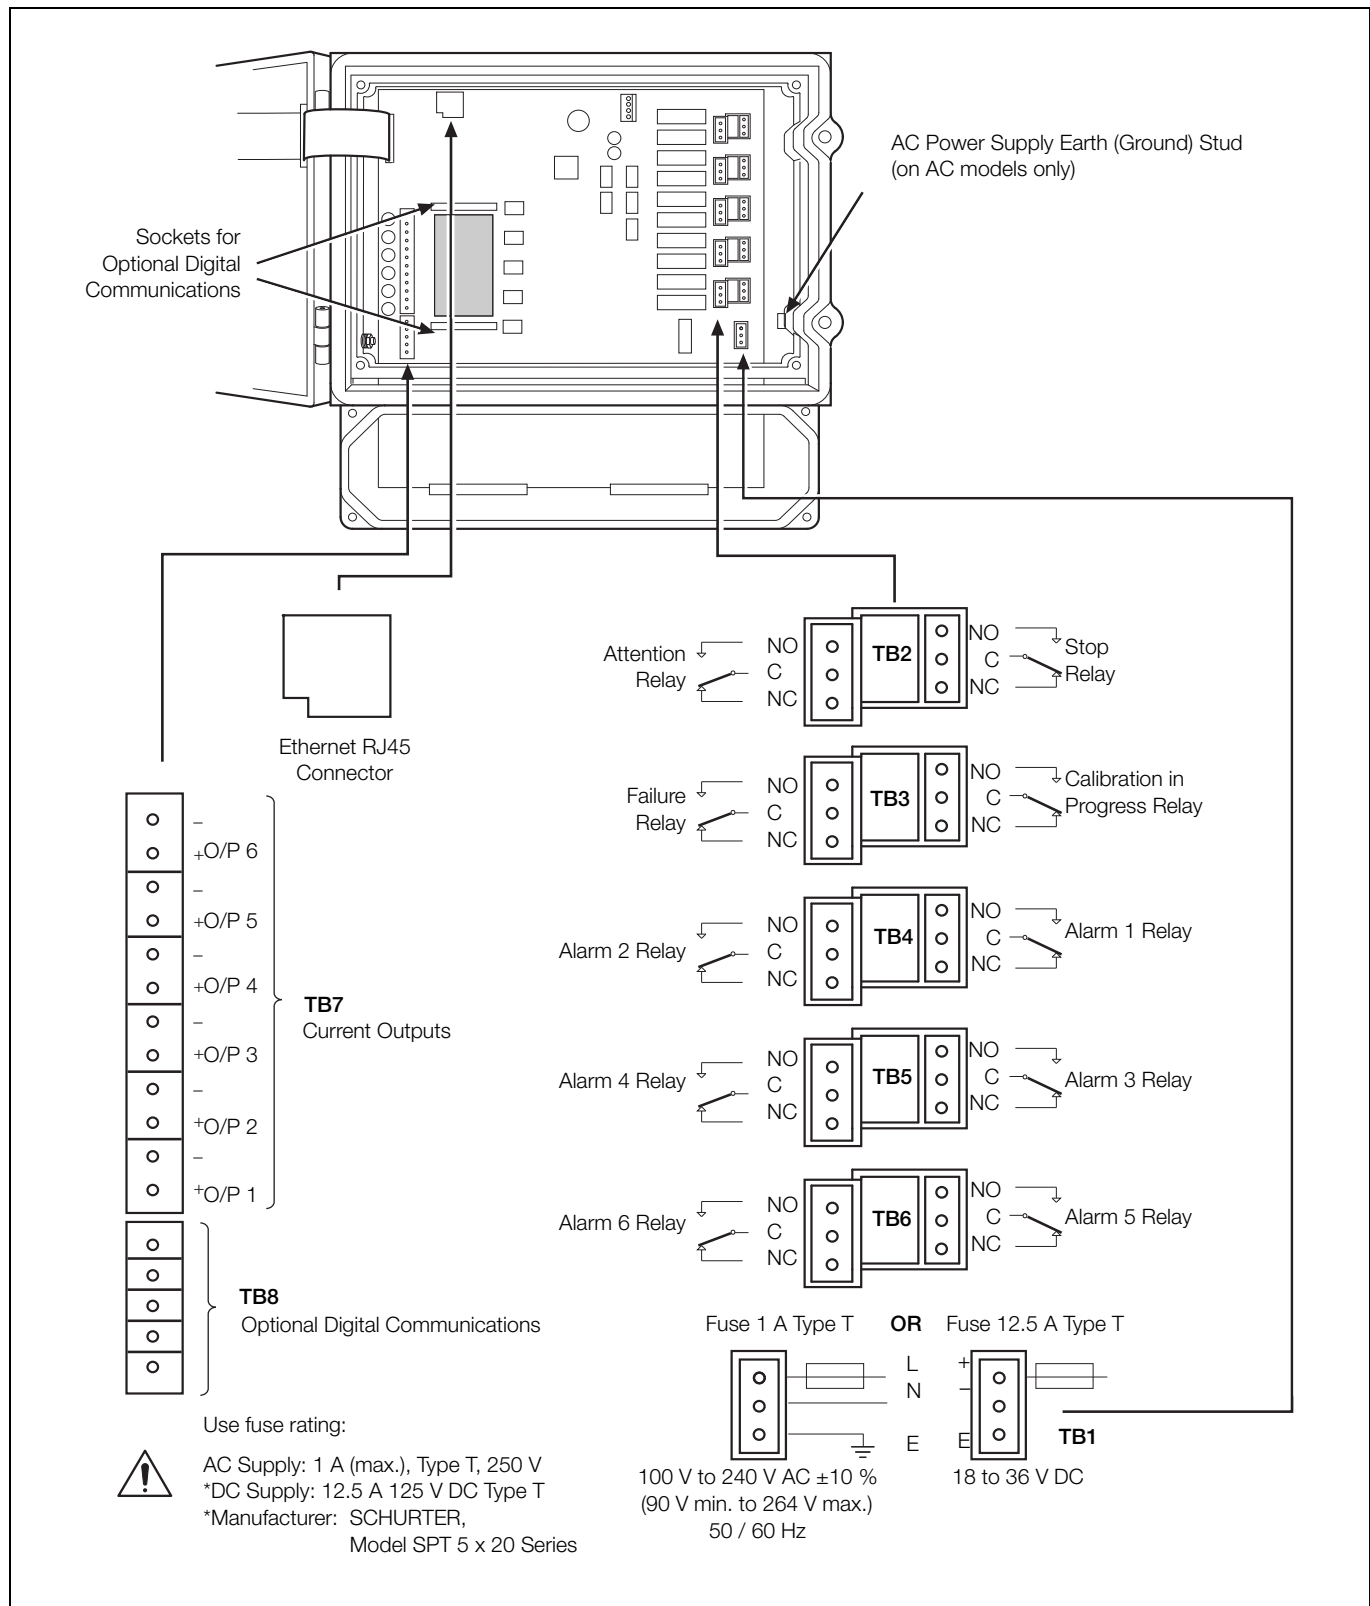 AC Power Supply Earth (Ground) Stud
(on AC models only)
Sockets for
Optional Digital
Communications
Ethernet RJ45
Connector
Attention
Relay
NO
C
NC
TB2
NO
C
NC
Stop
Relay
Failure
Relay
NO
C
NC
TB3
NO
C
NC
Calibration in
Progress Relay
Alarm 2 Relay
NO
C
NC
TB4
NO
C
NC
Alarm 1 Relay
Alarm 4 Relay
NO
C
NC
TB5
NO
C
NC
Alarm 3 Relay
Alarm 6 Relay
NO
C
NC
TB6
NO
C
NC
Alarm 5 Relay
–
+O/P 6
–
+O/P 5
–
+O/P 4
–
+O/P 3
–
+O/P 2
–
+O/P 1
TB7
Current Outputs
TB8
Optional Digital Communications
Fuse 1 A Type T OR Fuse 12.5 A Type T
L
N
E
+
–
E
TB1
100 V to 240 V AC ±10 %
(90 V min. to 264 V max.)
50 / 60 Hz
18 to 36 V DC
Use fuse rating:
AC Supply: 1 A (max.), Type T, 250 V
*DC Supply: 12.5 A 125 V DC Type T
*Manufacturer: SCHURTER,
Model SPT 5 x 20 Series